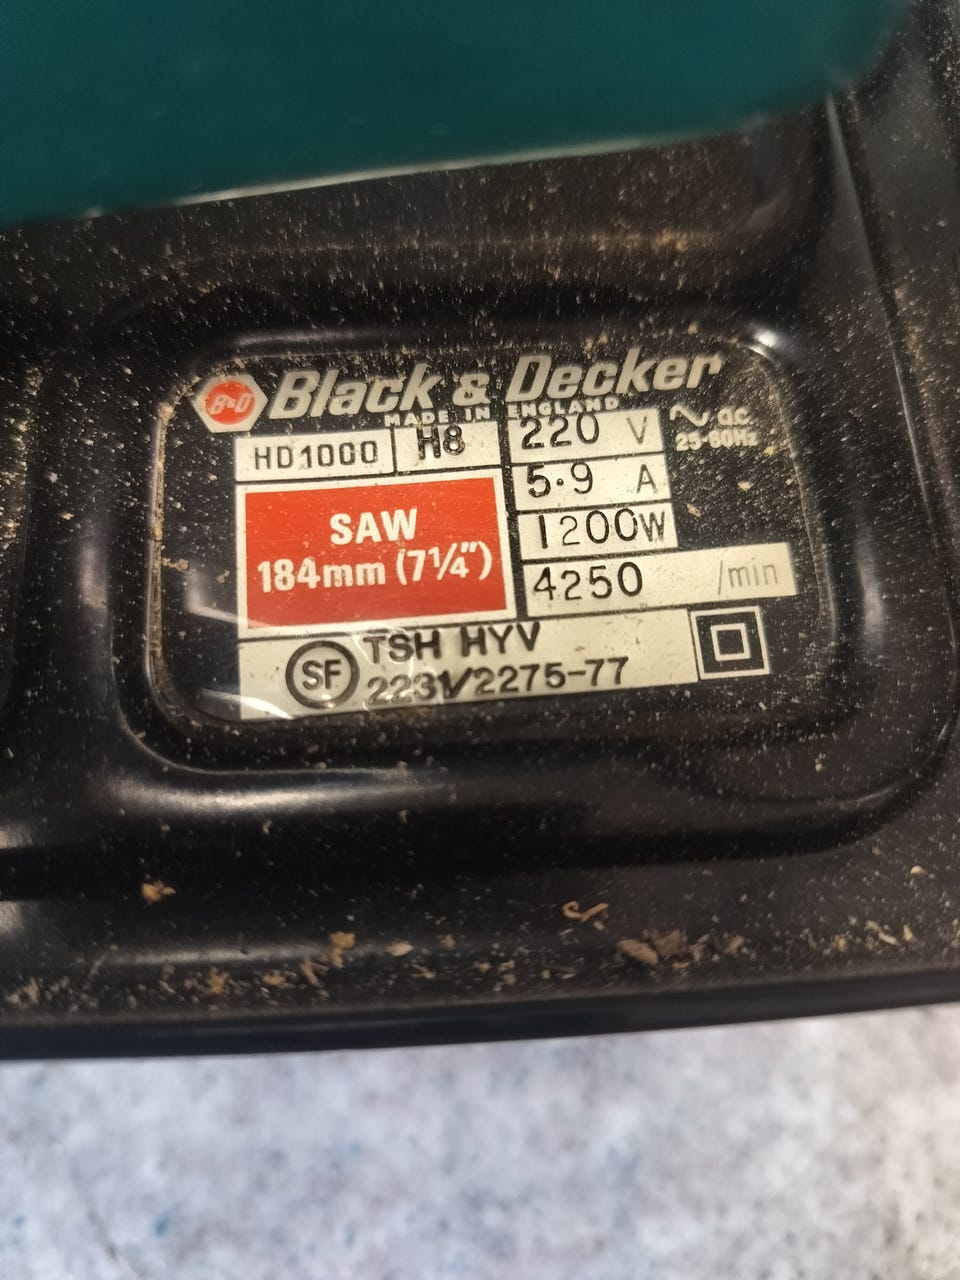 B&D Black & Decker
MADE IN ENGLAND
HD1000 H8
220 V ~ a.c.
25-60Hz
5·9 A
1200W
4250 /min
SAW
184mm (7¼")
SF TSH HYV
2231/2275-77